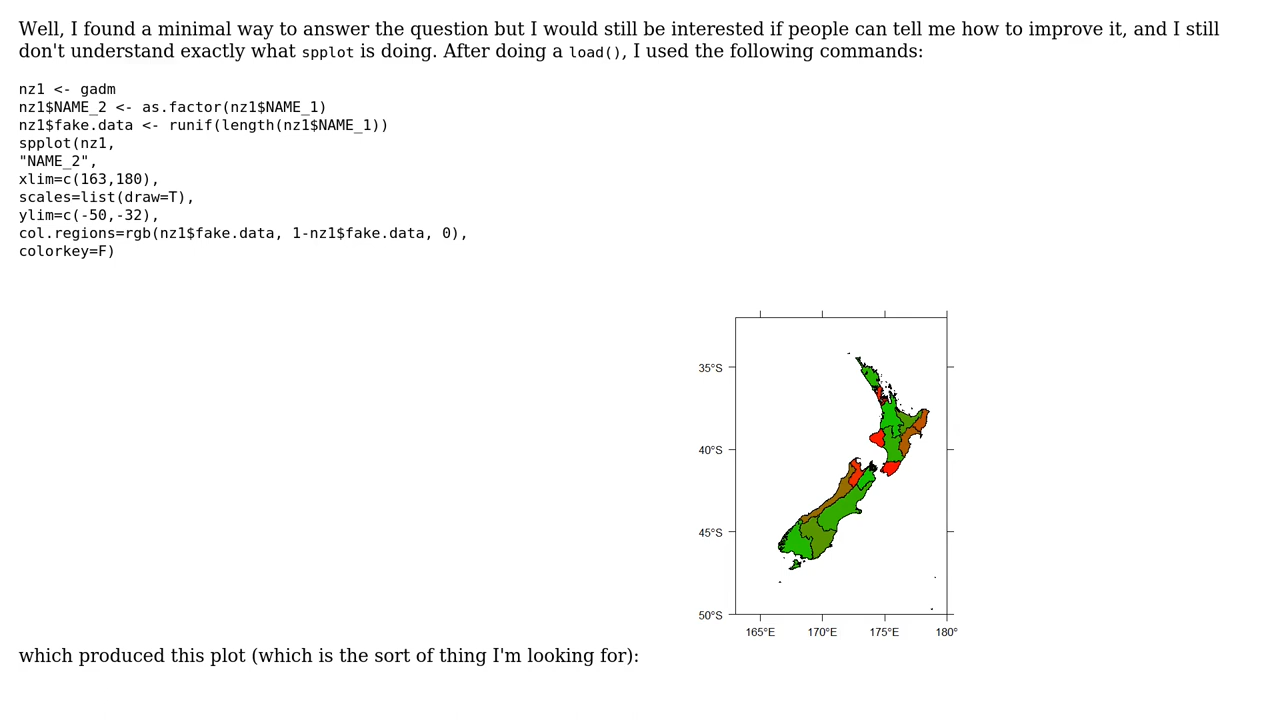 Well, I found a minimal way to answer the question but I would still be interested if people can tell me how to improve it, and I still
don't understand exactly what spplot is doing. After doing a load(), I used the following commands:
nz1 <- gadm
nz1$NAME_2 <- as.factor(nz1$NAME_1)
nz1$fake.data <- runif(length(nz1$NAME_1))
spplot(nz1,
"NAME_2",
xlim=c(163,180),
scales=list(draw=T),
ylim=c(-50,-32),
col.regions=rgb(nz1$fake.data, 1-nz1$fake.data, 0),
colorkey=F)
35°S
40°S
45°S
50°S
165°E 170°E 175°E 180°
which produced this plot (which is the sort of thing I'm looking for):